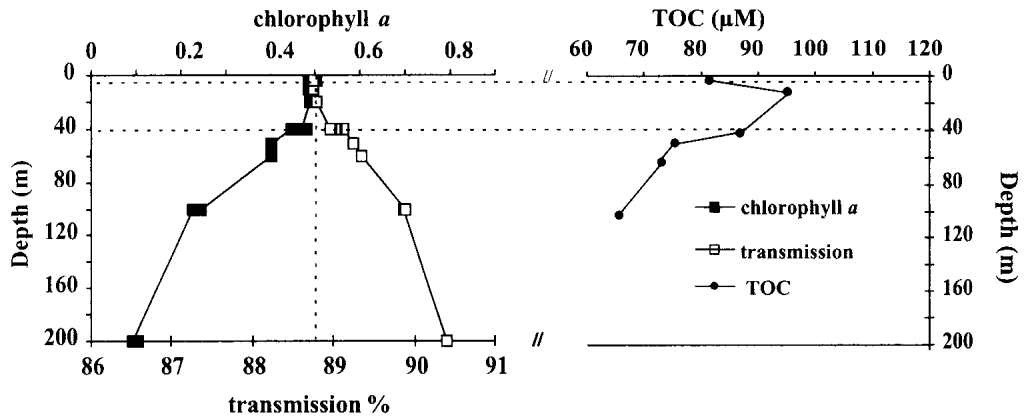 chlorophyll a
TOC (µM)
0 0.2 0.4 0.6 0.8
60 70 80 90 100 110 120
0
40
80
120
160
200
Depth (m)
86 87 88 89 90 91
transmission %
//
//
0
40
80
120
160
200
Depth (m)
chlorophyll a
transmission
TOC